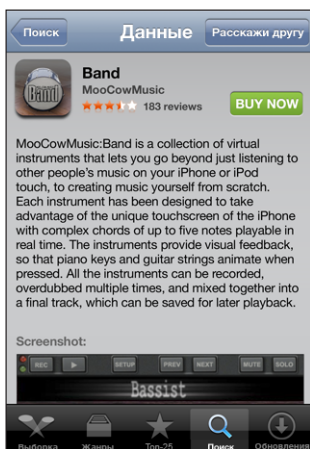 Поиск
Данные
Расскажи другу
Band
Band
MooCowMusic
183 reviews
BUY NOW
MooCowMusic:Band is a collection of virtual
instruments that lets you go beyond just listening to
other people's music on your iPhone or iPod
touch, to creating music yourself from scratch.
Each instrument has been designed to take
advantage of the unique touchscreen of the iPhone
with complex chords of up to five notes playable in
real time. The instruments provide visual feedback,
so that piano keys and guitar strings animate when
pressed. All the instruments can be recorded,
overdubbed multiple times, and mixed together into
a final track, which can be saved for later playback.
Screenshot:
REC SETUP PREV NEXT MUTE SOLO
Bassist
Выборка Жанры Top-25 Поиск Обновления